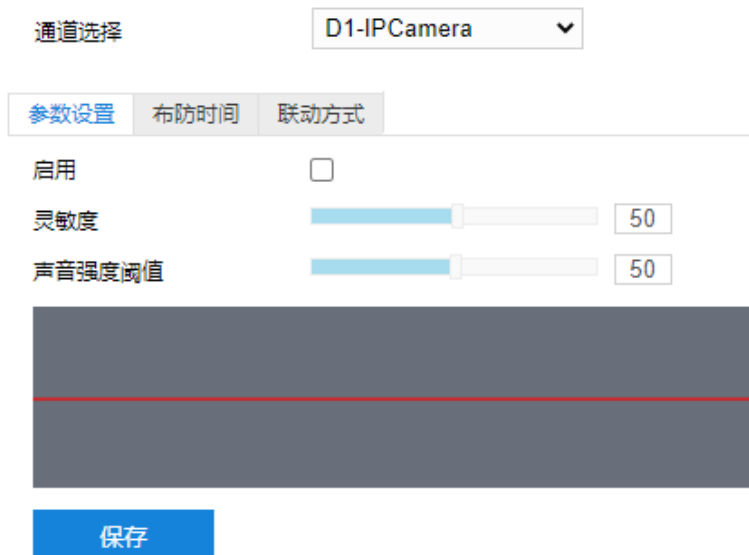 通道选择 D1-IPCamera
参数设置 布防时间 联动方式
启用
灵敏度 50
声音强度阈值 50
保存